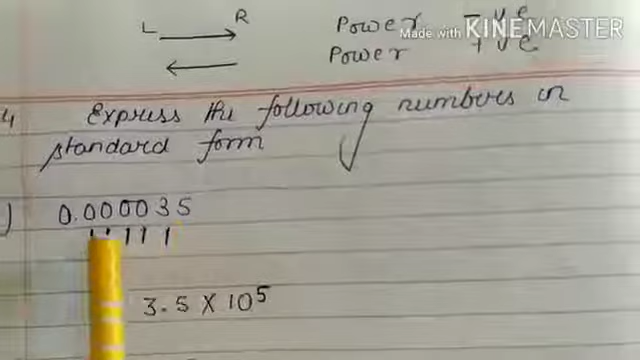 L R
Power -ve
Power +ve
Made with KINEMASTER
4 Express the following numbers in
standard form
) 0.000035
3.5 X 10⁵